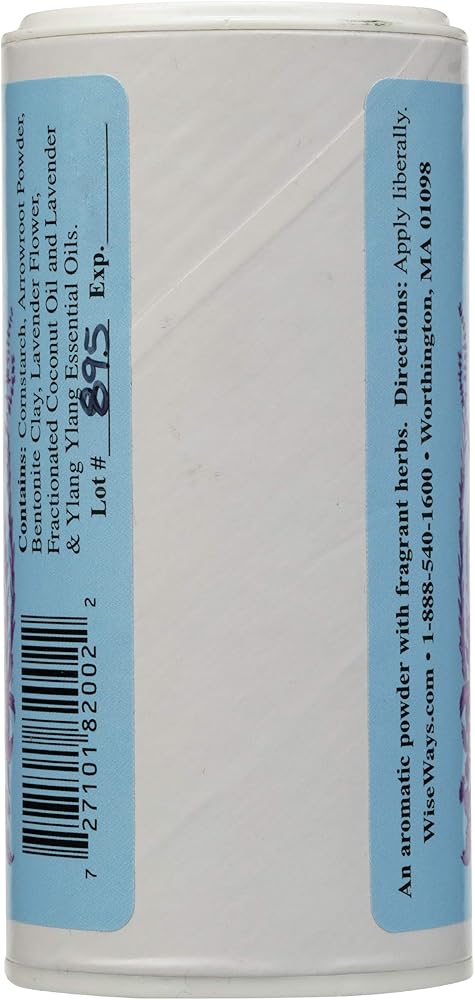 Contains: Cornstarch, Arrowroot Powder,
Bentonite Clay, Lavender Flower,
Fractionated Coconut Oil and Lavender
& Ylang Ylang Essential Oils.
Lot # 895 Exp.
7 27101 82002 2
An aromatic powder with fragrant herbs. Directions: Apply liberally.
WiseWays.com • 1-888-540-1600 • Worthington, MA 01098